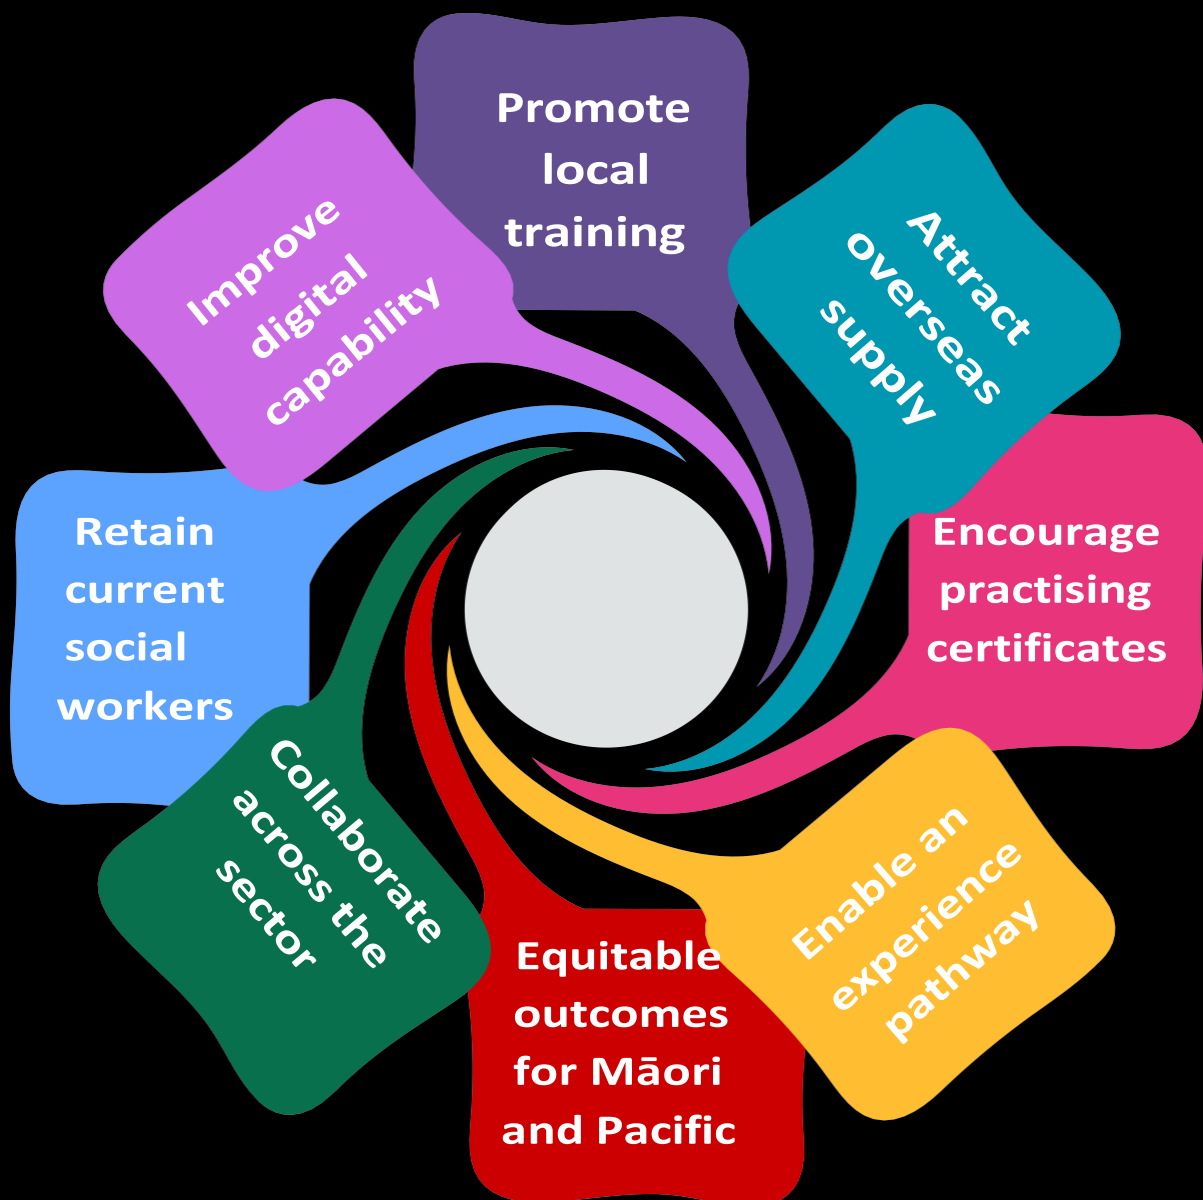 Promote
local
training
Attract
overseas
supply
Encourage
practising
certificates
Enable an
experience
pathway
Equitable
outcomes
for Māori
and Pacific
Collaborate
across the
sector
Retain
current
social
workers
Improve
digital
capability